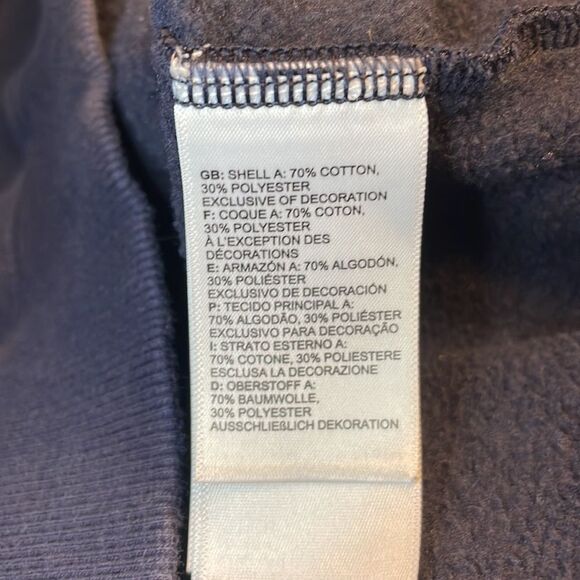 GB: SHELL A: 70% COTTON,
30% POLYESTER
EXCLUSIVE OF DECORATION
F: COQUE A: 70% COTON,
30% POLYESTER
À L'EXCEPTION DES
DÉCORATIONS
E: ARMAZÓN A: 70% ALGODÓN,
30% POLIÉSTER
EXCLUSIVO DE DECORACIÓN
P: TECIDO PRINCIPAL A:
70% ALGODÃO, 30% POLIÉSTER
EXCLUSIVO PARA DECORAÇÃO
I: STRATO ESTERNO A:
70% COTONE, 30% POLIESTERE
ESCLUSA LA DECORAZIONE
D: OBERSTOFF A:
70% BAUMWOLLE,
30% POLYESTER
AUSSCHLIEßLICH DEKORATION